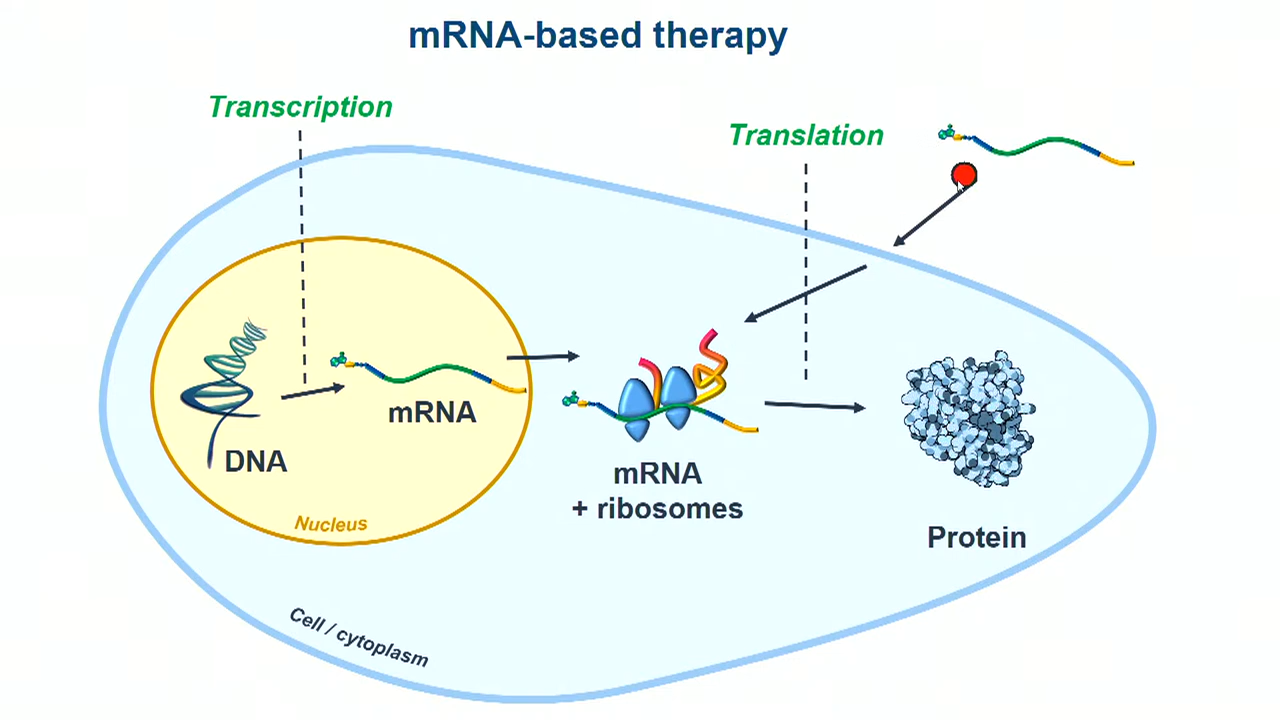 mRNA-based therapy
Transcription
Translation
mRNA
DNA
Nucleus
mRNA
+ ribosomes
Protein
Cell / cytoplasm